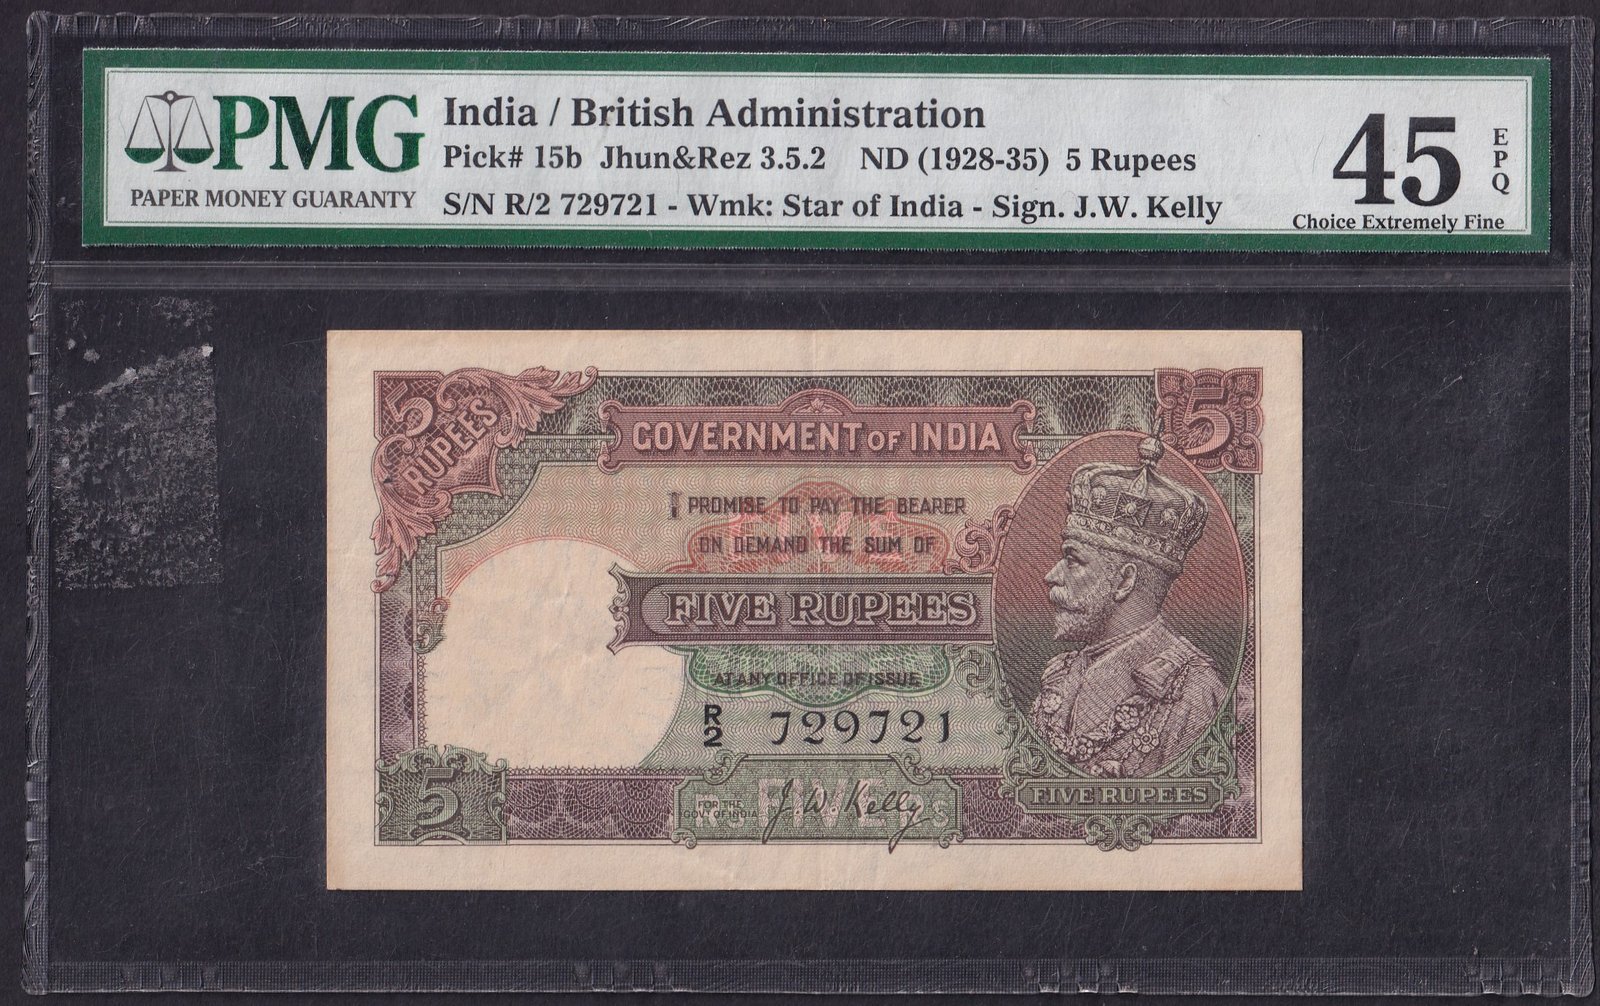 PMG
PAPER MONEY GUARANTY
India / British Administration
Pick# 15b Jhun&Rez 3.5.2 ND (1928-35) 5 Rupees
S/N R/2 729721 - Wmk: Star of India - Sign. J.W. Kelly
45
EPQ
Choice Extremely Fine
5
RUPEES
GOVERNMENT OF INDIA
5
I PROMISE TO PAY THE BEARER
ON DEMAND THE SUM OF
FIVE RUPEES
AT ANY OFFICE OF ISSUE
R/2 729721
5
FOR THE
GOVT OF INDIA
Rs FIVE Rs
J. W. Kelly
FIVE RUPEES